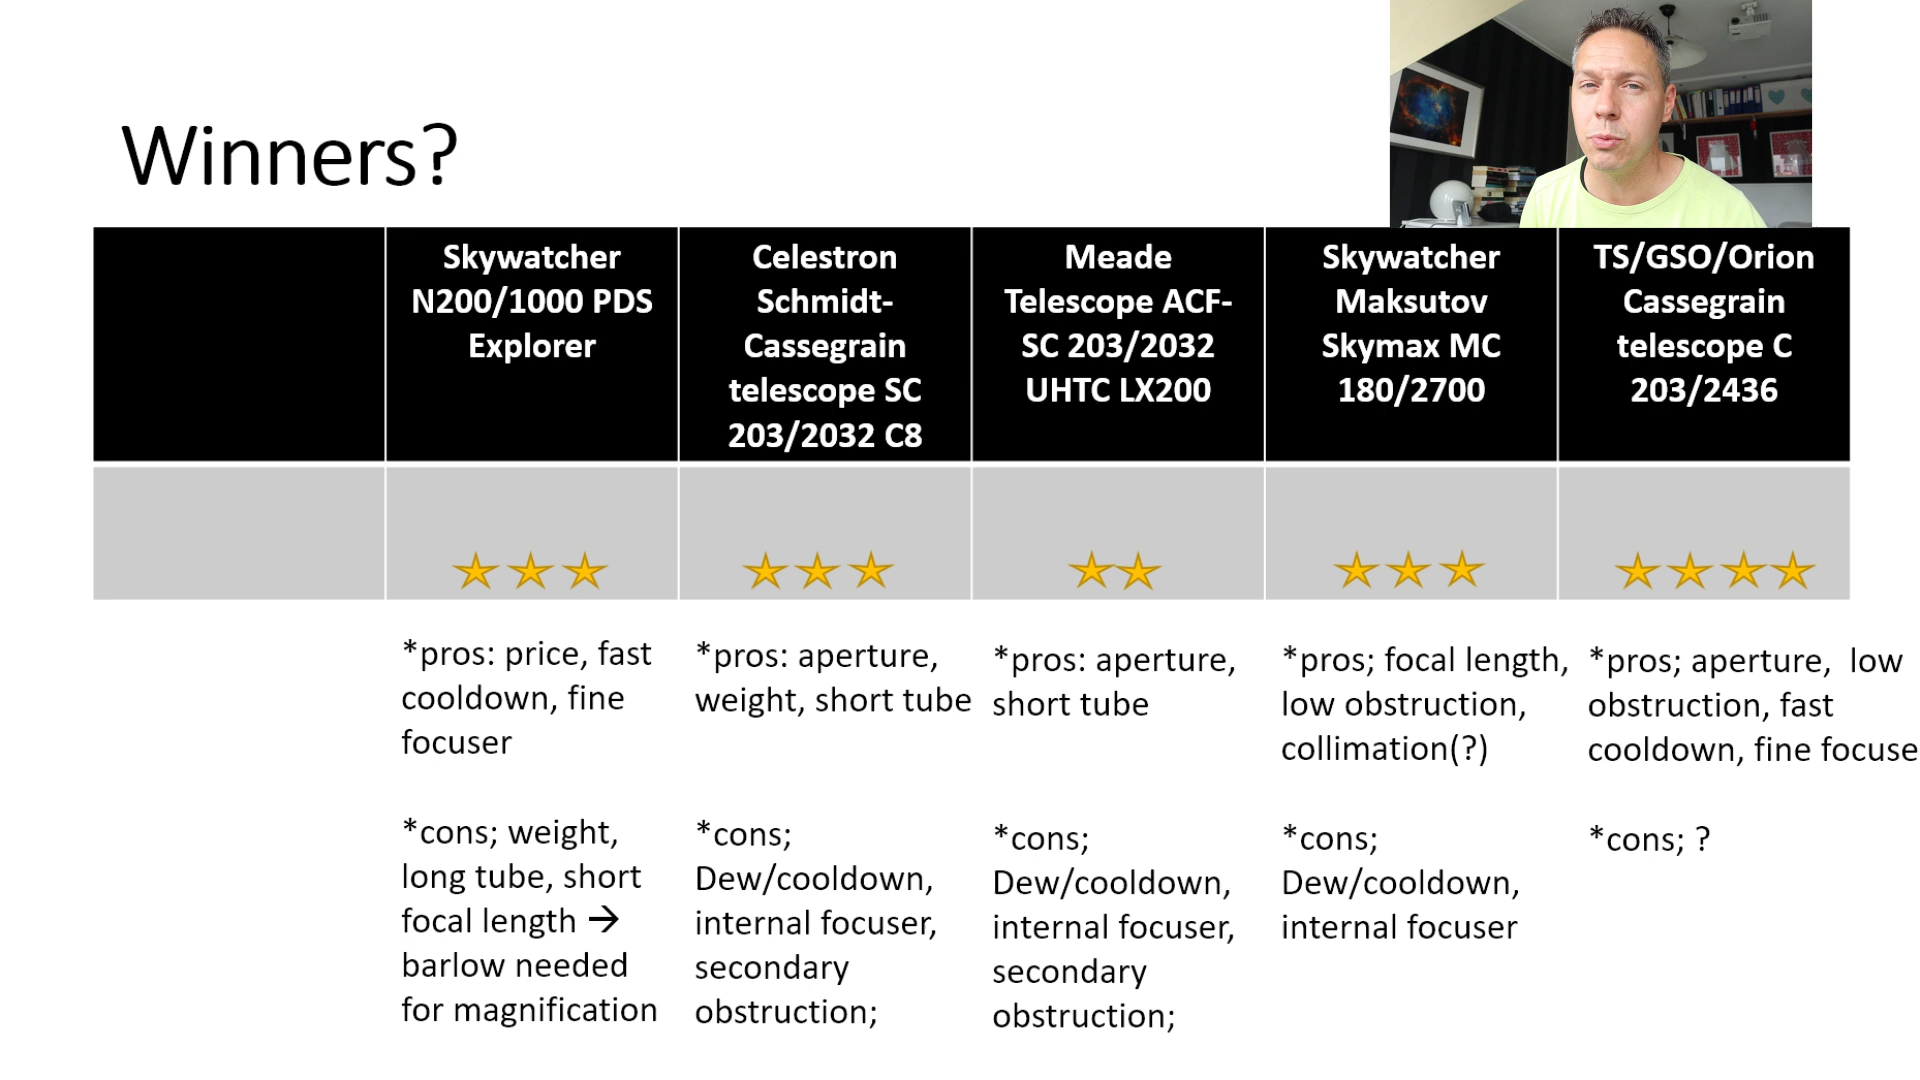 Winners?
Skywatcher
N200/1000 PDS
Explorer
Celestron
Schmidt-
Cassegrain
telescope SC
203/2032 C8
Meade
Telescope ACF-
SC 203/2032
UHTC LX200
Skywatcher
Maksutov
Skymax MC
180/2700
TS/GSO/Orion
Cassegrain
telescope C
203/2436
*pros: price, fast
cooldown, fine
focuser
*cons; weight,
long tube, short
focal length →
barlow needed
for magnification
*pros: aperture,
weight, short tube
*cons;
Dew/cooldown,
internal focuser,
secondary
obstruction;
*pros: aperture,
short tube
*cons;
Dew/cooldown,
internal focuser,
secondary
obstruction;
*pros; focal length,
low obstruction,
collimation(?)
*cons;
Dew/cooldown,
internal focuser
*pros; aperture, low
obstruction, fast
cooldown, fine focuse
*cons; ?